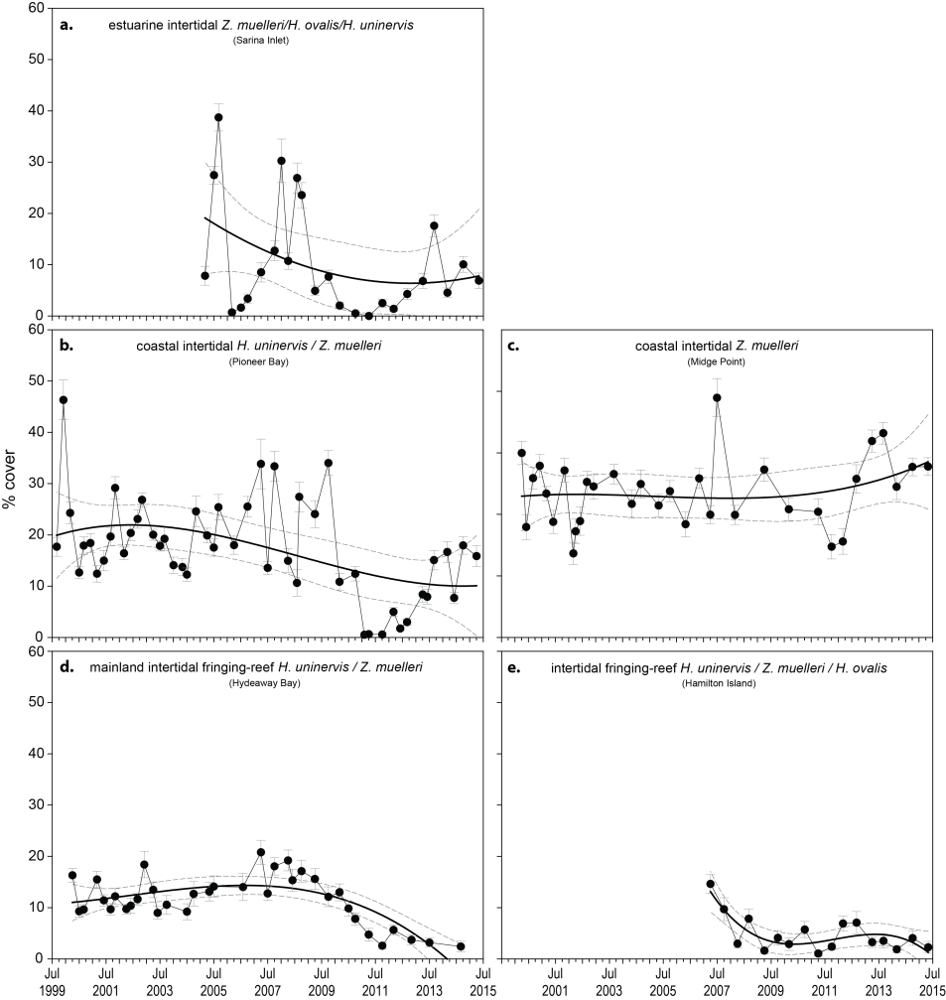 a. estuarine intertidal Z. muelleri/H. ovalis/H. uninervis
(Sarina Inlet)
60
50
40
30
20
10
0
b. coastal intertidal H. uninervis / Z. muelleri
(Pioneer Bay)
c. coastal intertidal Z. muelleri
(Midge Point)
60
50
40
30
20
10
0
% cover
d. mainland intertidal fringing-reef H. uninervis / Z. muelleri
(Hydeaway Bay)
e. intertidal fringing-reef H. uninervis / Z. muelleri / H. ovalis
(Hamilton Island)
60
50
40
30
20
10
0
Jul Jul Jul Jul Jul Jul Jul Jul Jul
1999 2001 2003 2005 2007 2009 2011 2013 2015
Jul Jul Jul Jul Jul Jul Jul Jul
2001 2003 2005 2007 2009 2011 2013 2015